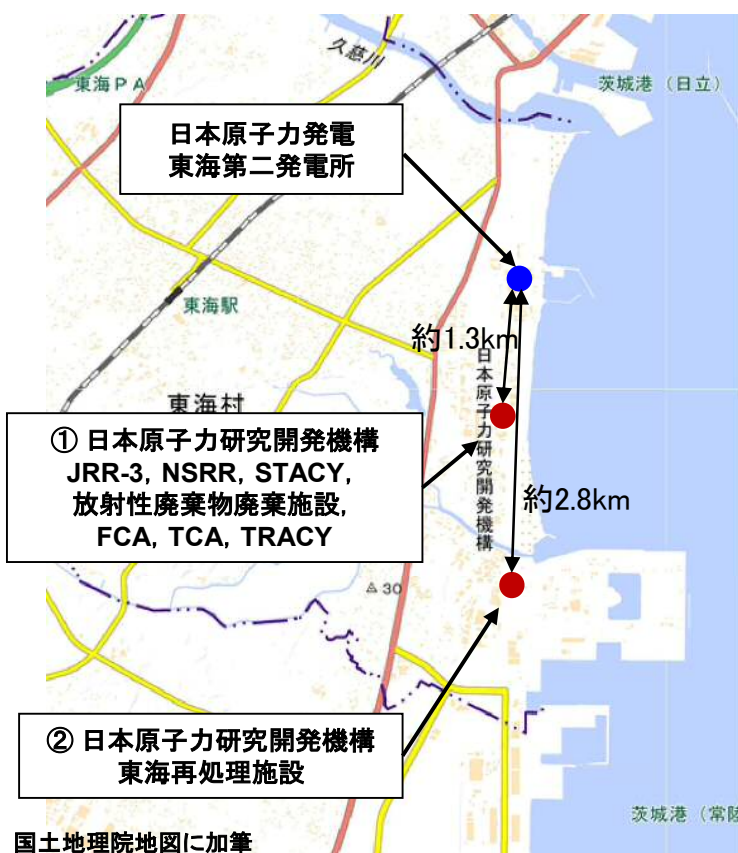 久慈川
東海PA
茨城港（日立）
日本原子力発電
東海第二発電所
東海駅
約1.3km
日本原子力研究開発機構
東海村
① 日本原子力研究開発機構
JRR-3, NSRR, STACY,
放射性廃棄物廃棄施設,
FCA, TCA, TRACY
約2.8km
30
② 日本原子力研究開発機構
東海再処理施設
茨城港（常陸
国土地理院地図に加筆